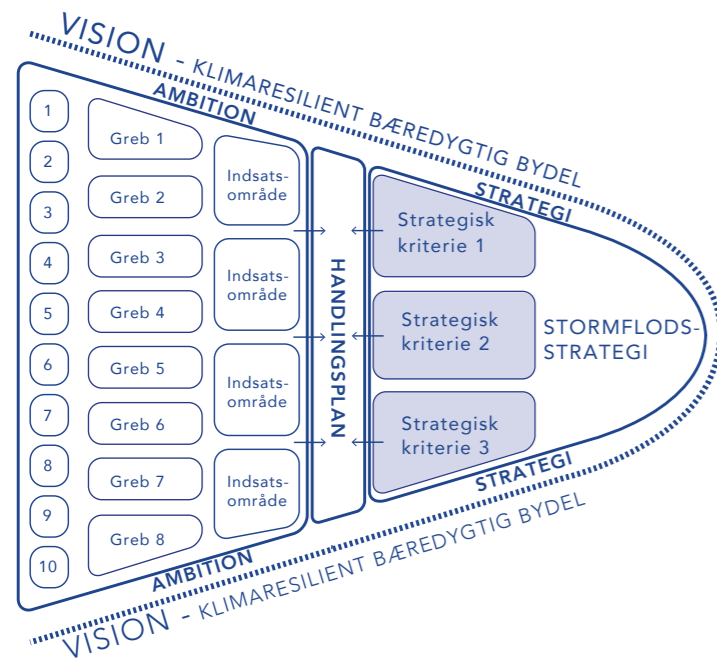 VISION - KLIMARESILIENT BÆREDYGTIG BYDEL
AMBITION
STRATEGI
1
2
3
4
5
6
7
8
9
10
Greb 1
Greb 2
Greb 3
Greb 4
Greb 5
Greb 6
Greb 7
Greb 8
Indsats-
område
Indsats-
område
Indsats-
område
Indsats-
område
HANDLINGSPLAN
Strategisk
kriterie 1
Strategisk
kriterie 2
Strategisk
kriterie 3
STORMFLODS-
STRATEGI
STRATEGI
AMBITION
VISION - KLIMARESILIENT BÆREDYGTIG BYDEL